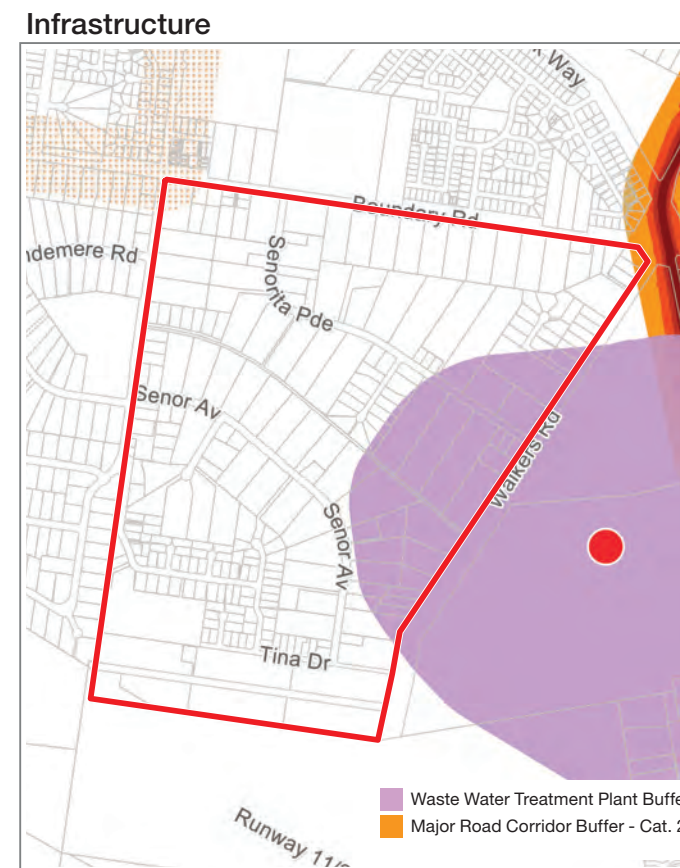 Infrastructure
Way
Boundary Rd
Senorita Pde
ndemere Rd
Senor Av
Walkers Rd
Senor Av
Tina Dr
Waste Water Treatment Plant Buffe
Major Road Corridor Buffer - Cat. 2
Runway 11/